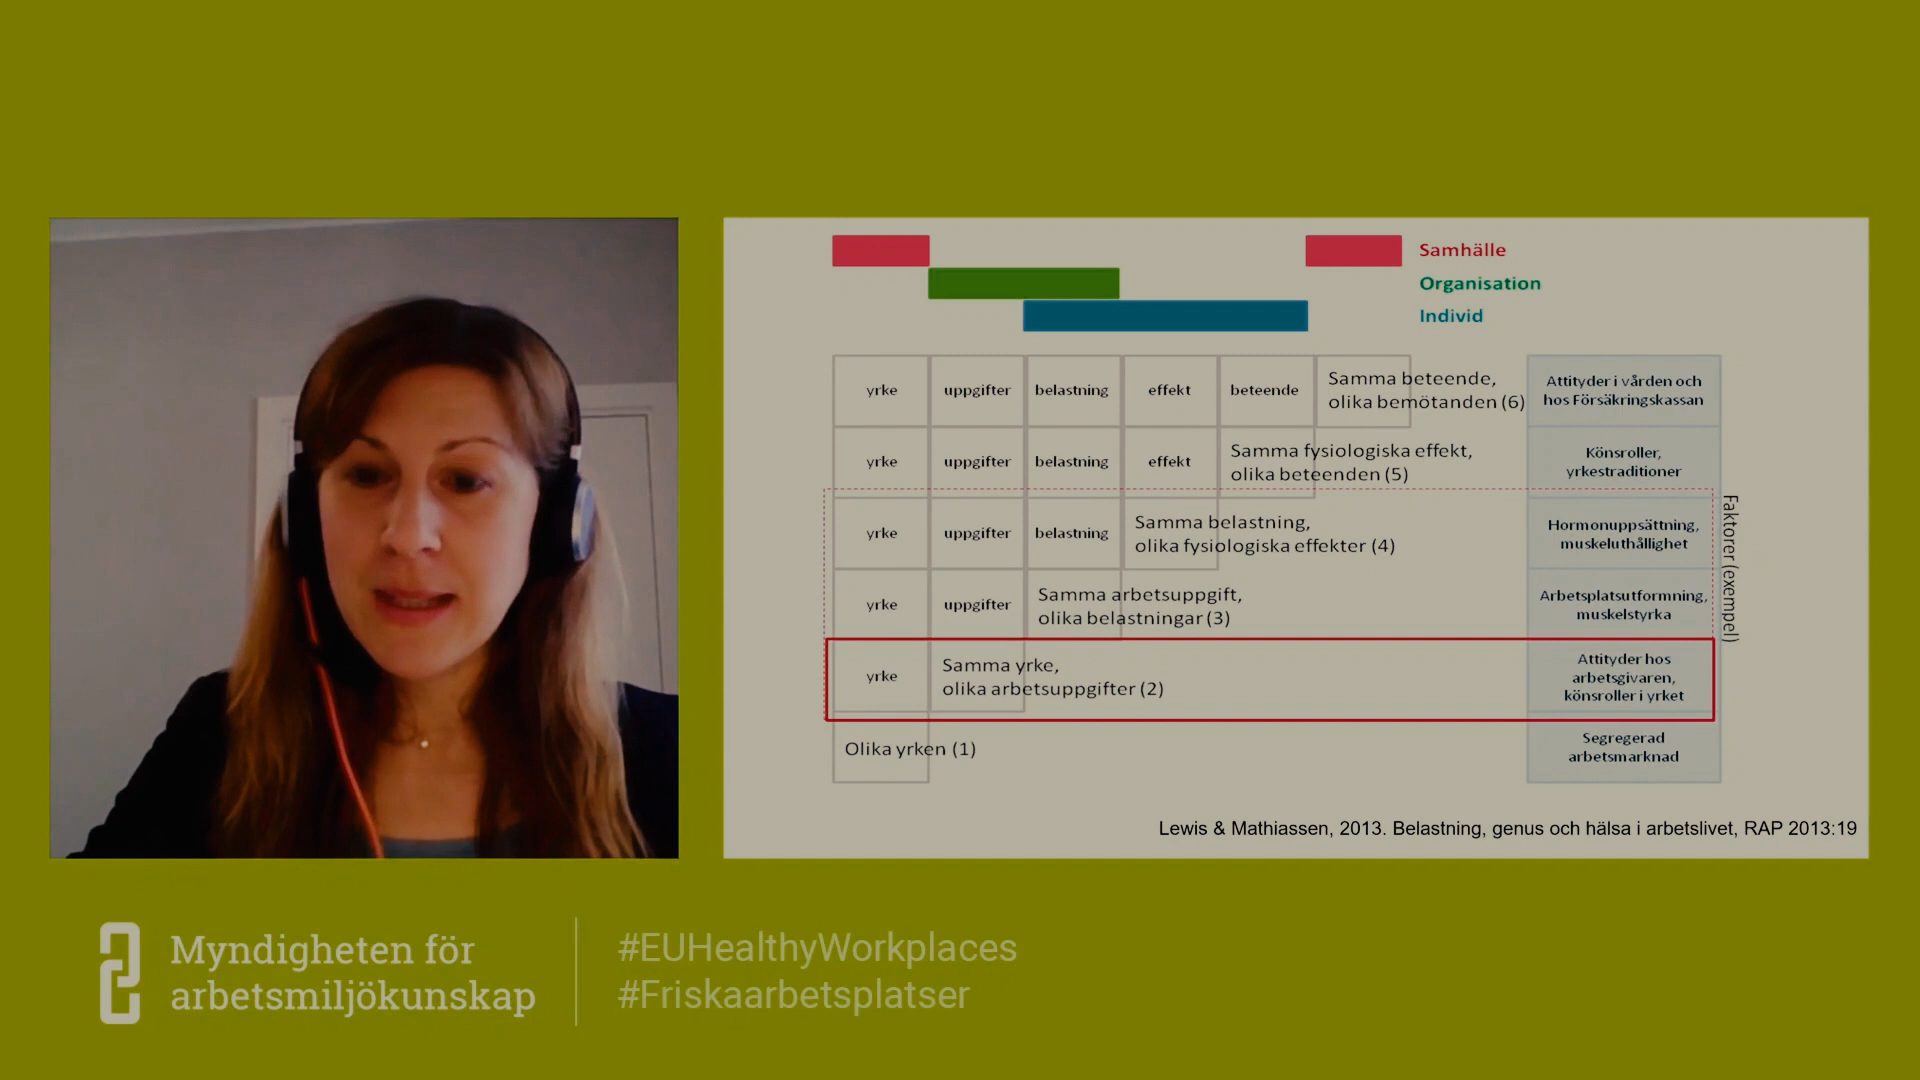 Samhälle
Organisation
Individ
yrke uppgifter belastning effekt beteende Samma beteende,
olika bemötanden (6)
Attityder i vården och
hos Försäkringskassan
yrke uppgifter belastning effekt Samma fysiologiska effekt,
olika beteenden (5)
Könsroller,
yrkestraditioner
yrke uppgifter belastning Samma belastning,
olika fysiologiska effekter (4)
Hormonuppsättning,
muskeluthållighet
yrke uppgifter Samma arbetsuppgift,
olika belastningar (3)
Arbetsplatsutformning,
muskelstyrka
yrke Samma yrke,
olika arbetsuppgifter (2)
Attityder hos
arbetsgivaren,
könsroller i yrket
Olika yrken (1)
Segregerad
arbetsmarknad
Faktorer (exempel)
Lewis & Mathiassen, 2013. Belastning, genus och hälsa i arbetslivet, RAP 2013:19
Myndigheten för
arbetsmiljökunskap
#EUHealthyWorkplaces
#Friskaarbetsplatser